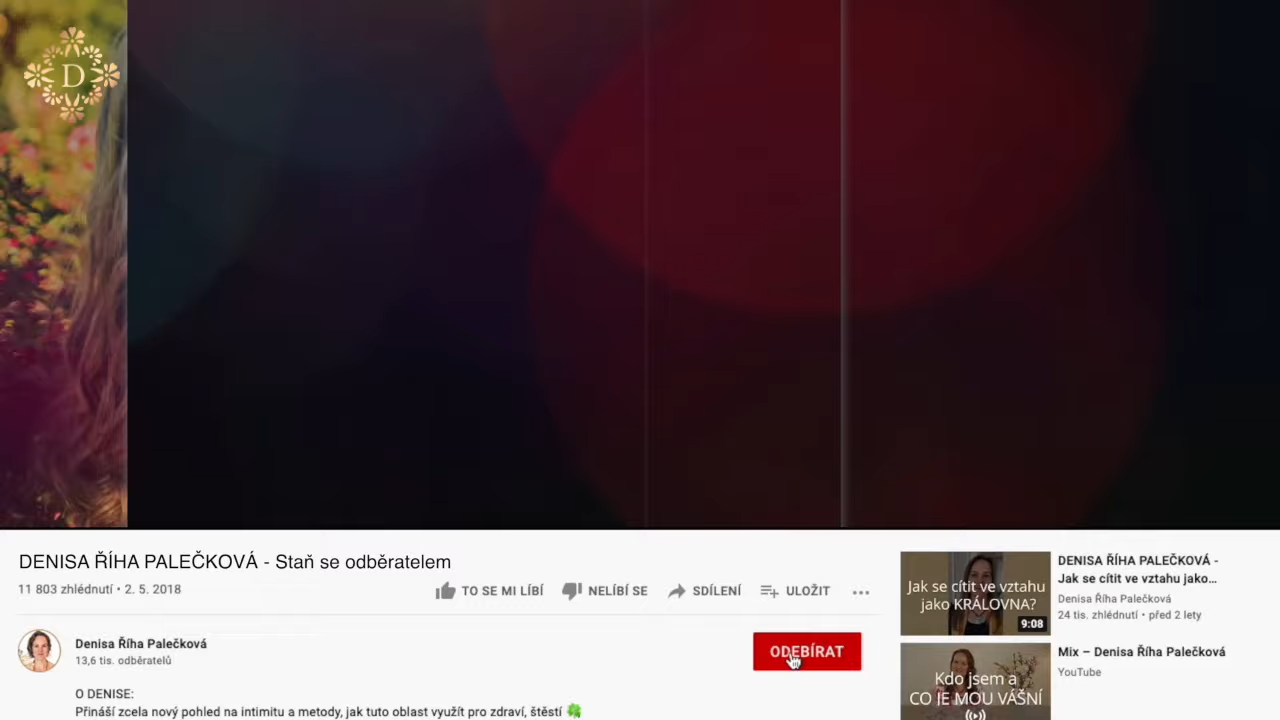 D
DENISA ŘÍHA PALEČKOVÁ - Staň se odběratelem
11 803 zhlédnutí • 2. 5. 2018
TO SE MI LÍBÍ
NELÍBÍ SE
SDÍLENÍ
ULOŽIT
Denisa Říha Palečková
13,6 tis. odběratelů
ODEBÍRAT
O DENISE:
Přináší zcela nový pohled na intimitu a metody, jak tuto oblast využít pro zdraví, štěstí 🍀
Jak se cítit ve vztahu
jako KRÁLOVNA?
9:08
DENISA ŘÍHA PALEČKOVÁ -
Jak se cítit ve vztahu jako...
Denisa Říha Palečková
24 tis. zhlédnutí • před 2 lety
Kdo jsem a
CO JE MOU VÁŠNÍ
Mix – Denisa Říha Palečková
YouTube